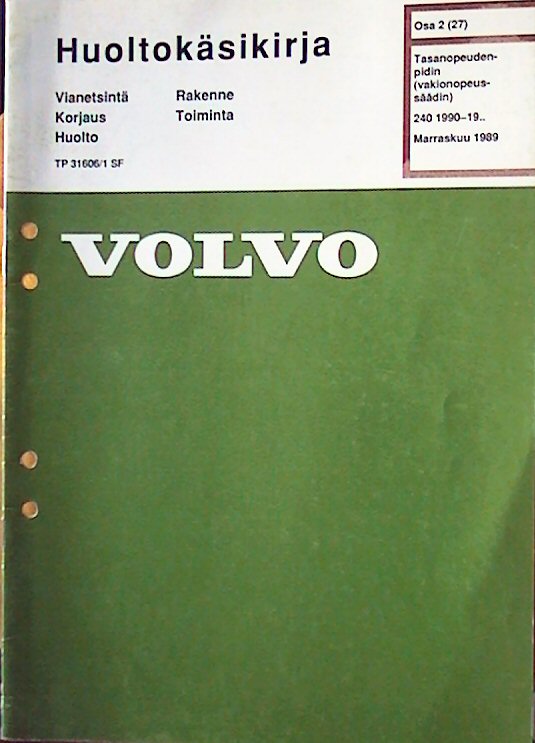 Huoltokäsikirja
Vianetsintä
Korjaus
Huolto
Rakenne
Toiminta
TP 31606/1 SF
Osa 2 (27)
Tasanopeuden-
pidin
(vakionopeus-
säädin)
240 1990-19..
Marraskuu 1989
VOLVO